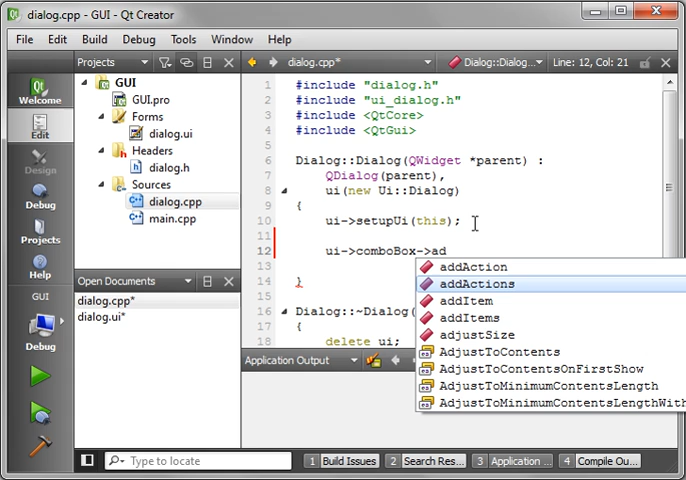 dialog.cpp - GUI - Qt Creator
File Edit Build Debug Tools Window Help
Projects dialog.cpp* Dialog::Dialog... Line: 12, Col: 21
Welcome
Edit
Design
Debug
Projects
Help
GUI
Debug
GUI
GUI.pro
Forms
dialog.ui
Headers
dialog.h
Sources
dialog.cpp
main.cpp
Open Documents
dialog.cpp*
dialog.ui*
1 #include "dialog.h"
2 #include "ui_dialog.h"
3 #include <QtCore>
4 #include <QtGui>
5
6 Dialog::Dialog(QWidget *parent) :
7 QDialog(parent),
8 ui(new Ui::Dialog)
9 {
10 ui->setupUi(this);
11
12 ui->comboBox->ad
13
14 }
15
16 Dialog::~Dialog(
17 {
18 delete ui;
addAction
addActions
addItem
addItems
adjustSize
AdjustToContents
AdjustToContentsOnFirstShow
AdjustToMinimumContentsLength
AdjustToMinimumContentsLengthWith
Application Output
Type to locate 1 Build Issues 2 Search Res... 3 Application ... 4 Compile Ou...